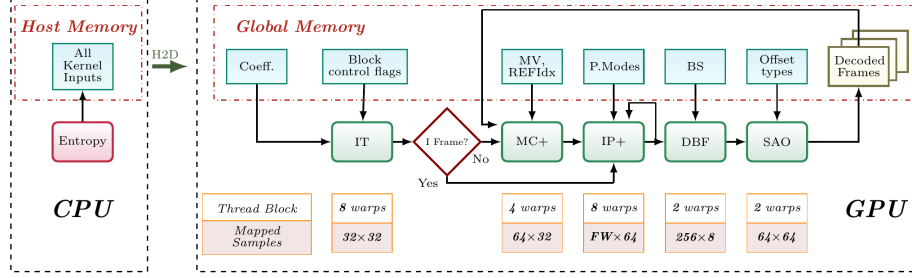 Host Memory
Global Memory
All
Kernel
Inputs
H2D
Coeff.
Block
control flags
MV,
REFIdx
P.Modes
BS
Offset
types
Decoded
Frames
Entropy
IT
I Frame?
No
Yes
MC+
IP+
DBF
SAO
CPU
GPU
Thread Block
8 warps
4 warps
8 warps
2 warps
2 warps
Mapped
Samples
32×32
64×32
FW×64
256×8
64×64